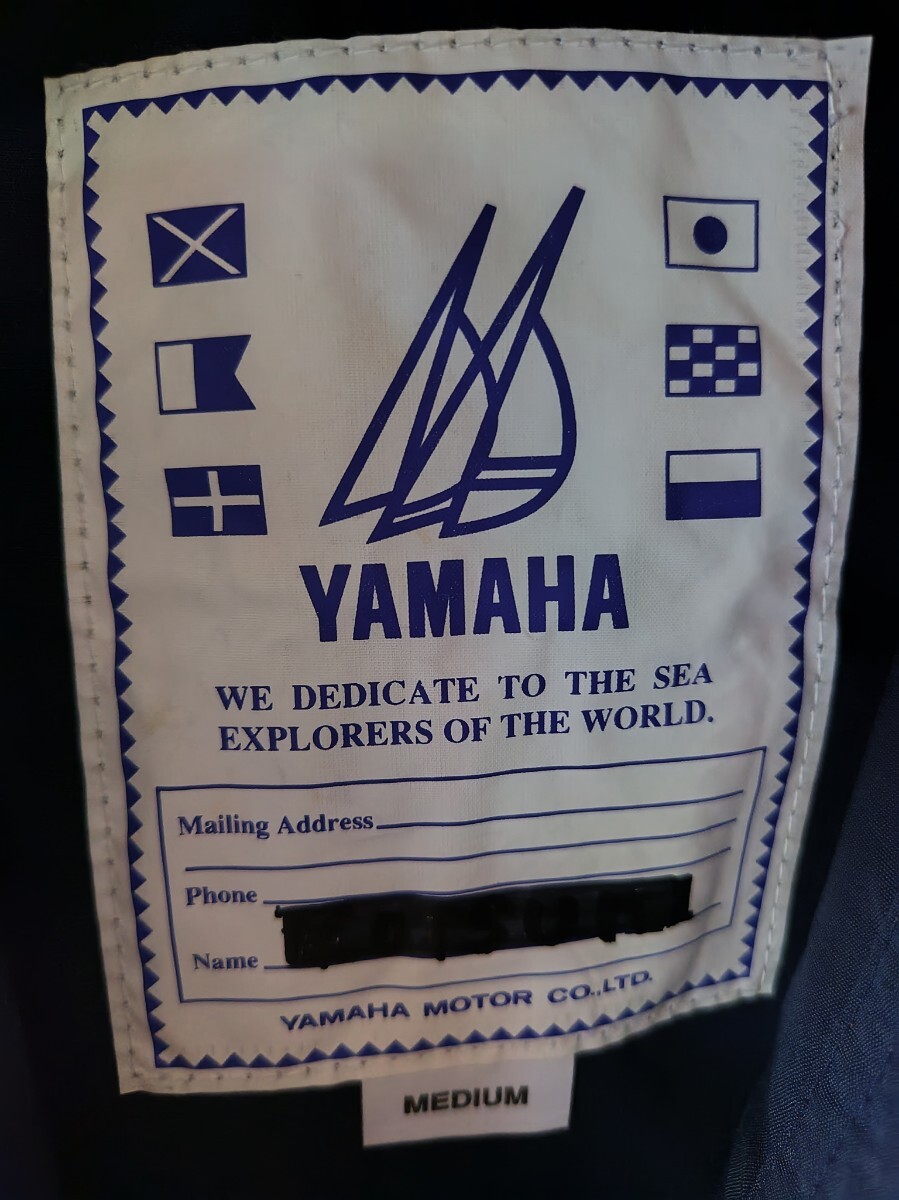 YAMAHA
WE DEDICATE TO THE SEA
EXPLORERS OF THE WORLD.
Mailing Address
Phone
Name
YAMAHA MOTOR CO.,LTD.
MEDIUM